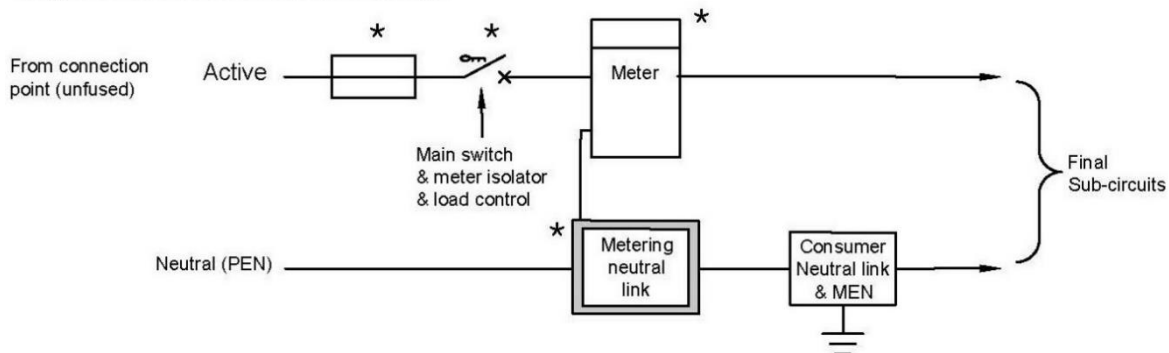 *
*
*
From connection
point (unfused)
Active
Meter
Main switch
& meter isolator
& load control
Final
Sub-circuits
*
Neutral (PEN)
Metering
neutral
link
Consumer
Neutral link
& MEN